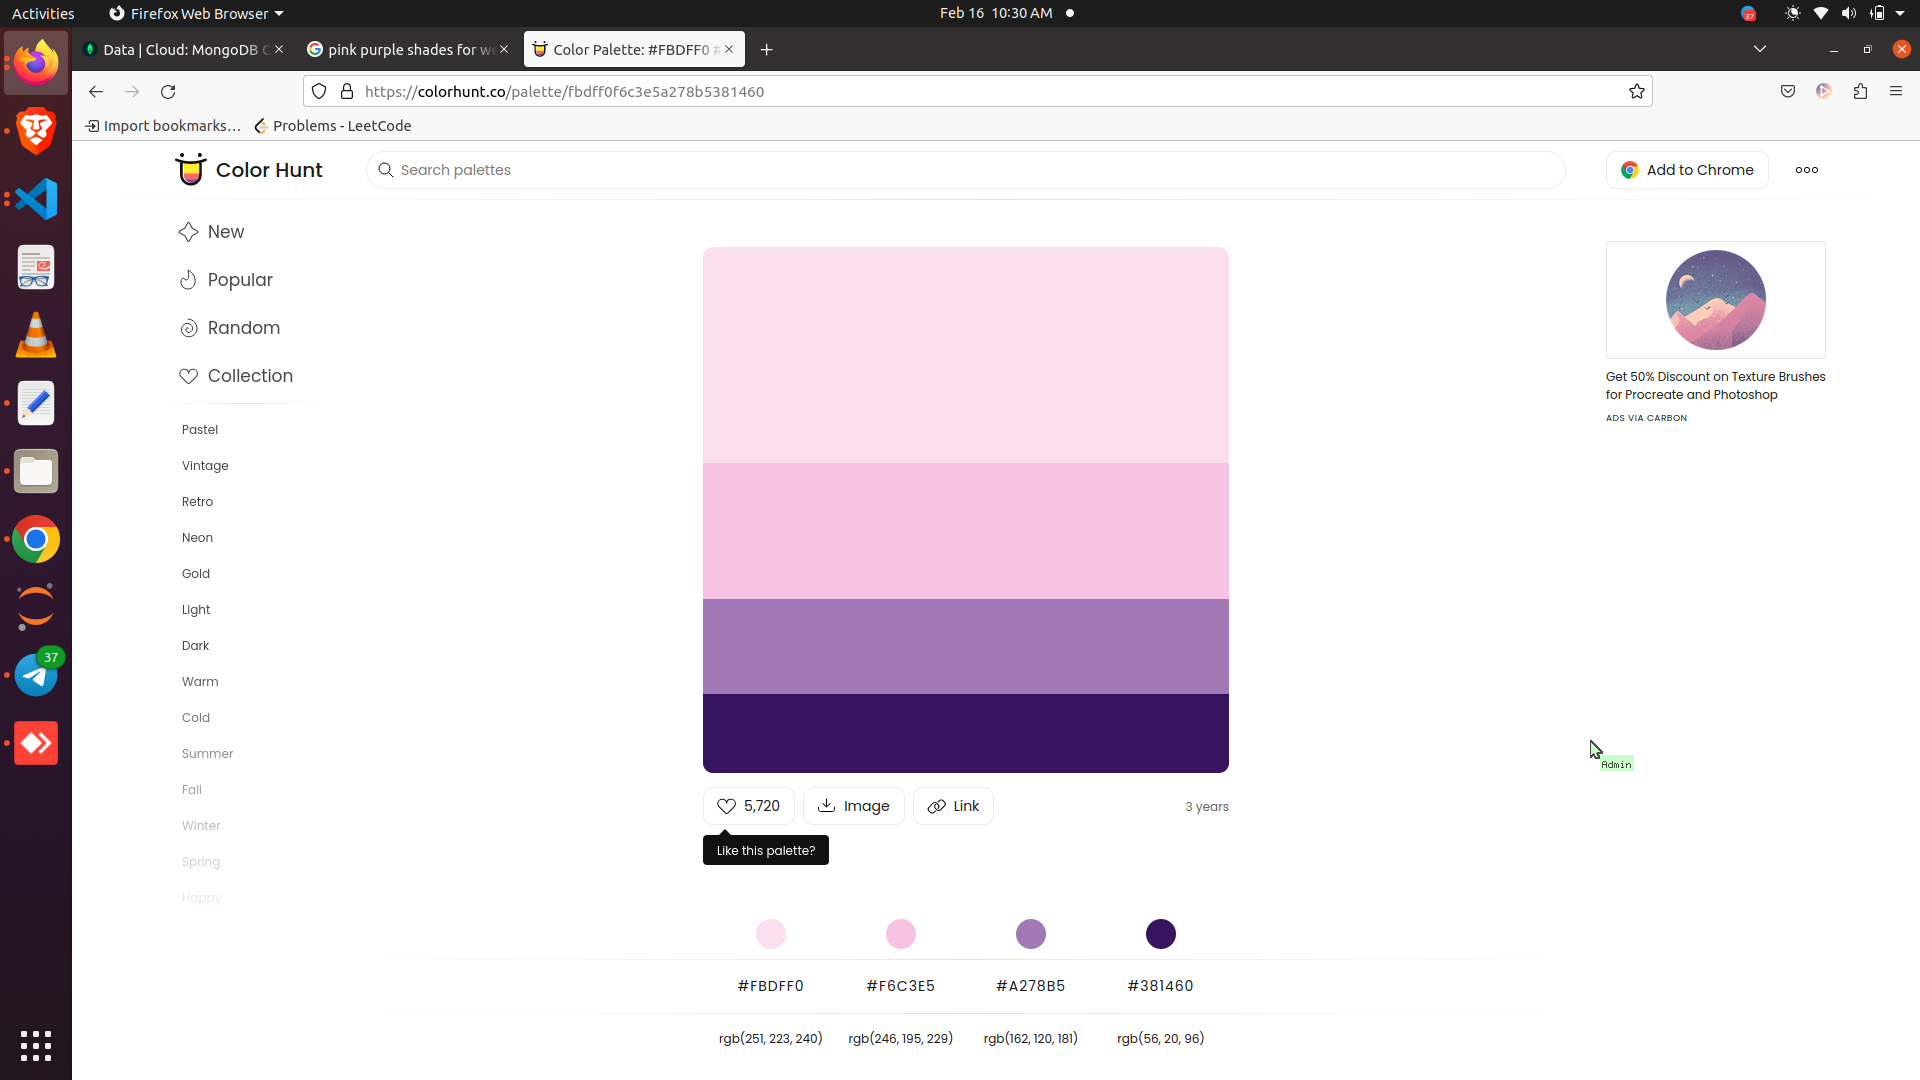 Activities
Firefox Web Browser
Feb 16 10:30 AM
37
Data | Cloud: MongoDB C
pink purple shades for we
Color Palette: #FBDFF0 #
https://colorhunt.co/palette/fbdff0f6c3e5a278b5381460
Import bookmarks...
Problems - LeetCode
Color Hunt
Search palettes
Add to Chrome
New
Popular
Random
Collection
Pastel
Vintage
Retro
Neon
Gold
Light
Dark
Warm
Cold
Summer
Fall
Winter
Spring
Happy
Get 50% Discount on Texture Brushes
for Procreate and Photoshop
ADS VIA CARBON
37
Admin
5,720
Image
Link
3 years
Like this palette?
#FBDFF0
#F6C3E5
#A278B5
#381460
rgb(251, 223, 240)
rgb(246, 195, 229)
rgb(162, 120, 181)
rgb(56, 20, 96)